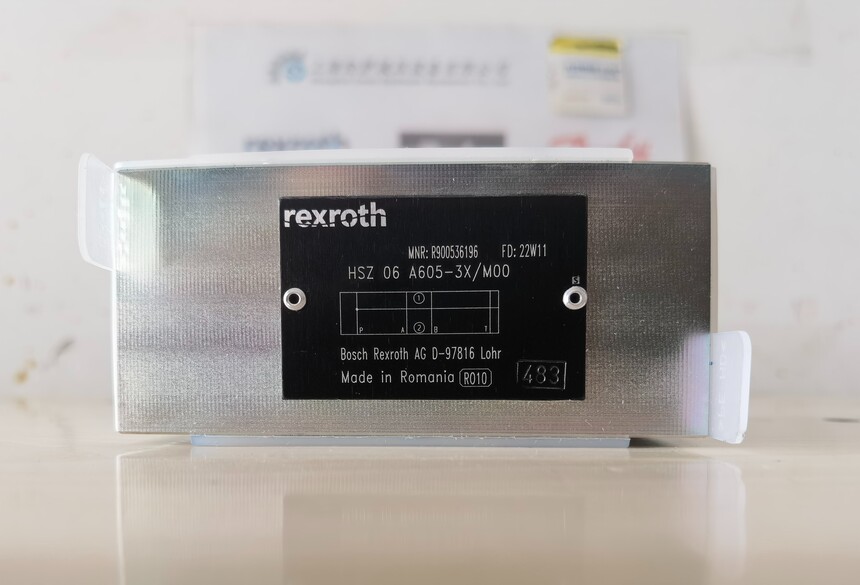 rexroth
rexroth
MNR: R900536196 FD: 22W11
HSZ 06 A605-3X/M00
S
1
P A 2 B T
Bosch Rexroth AG D-97816 Lohr
Made in Romania R010 483